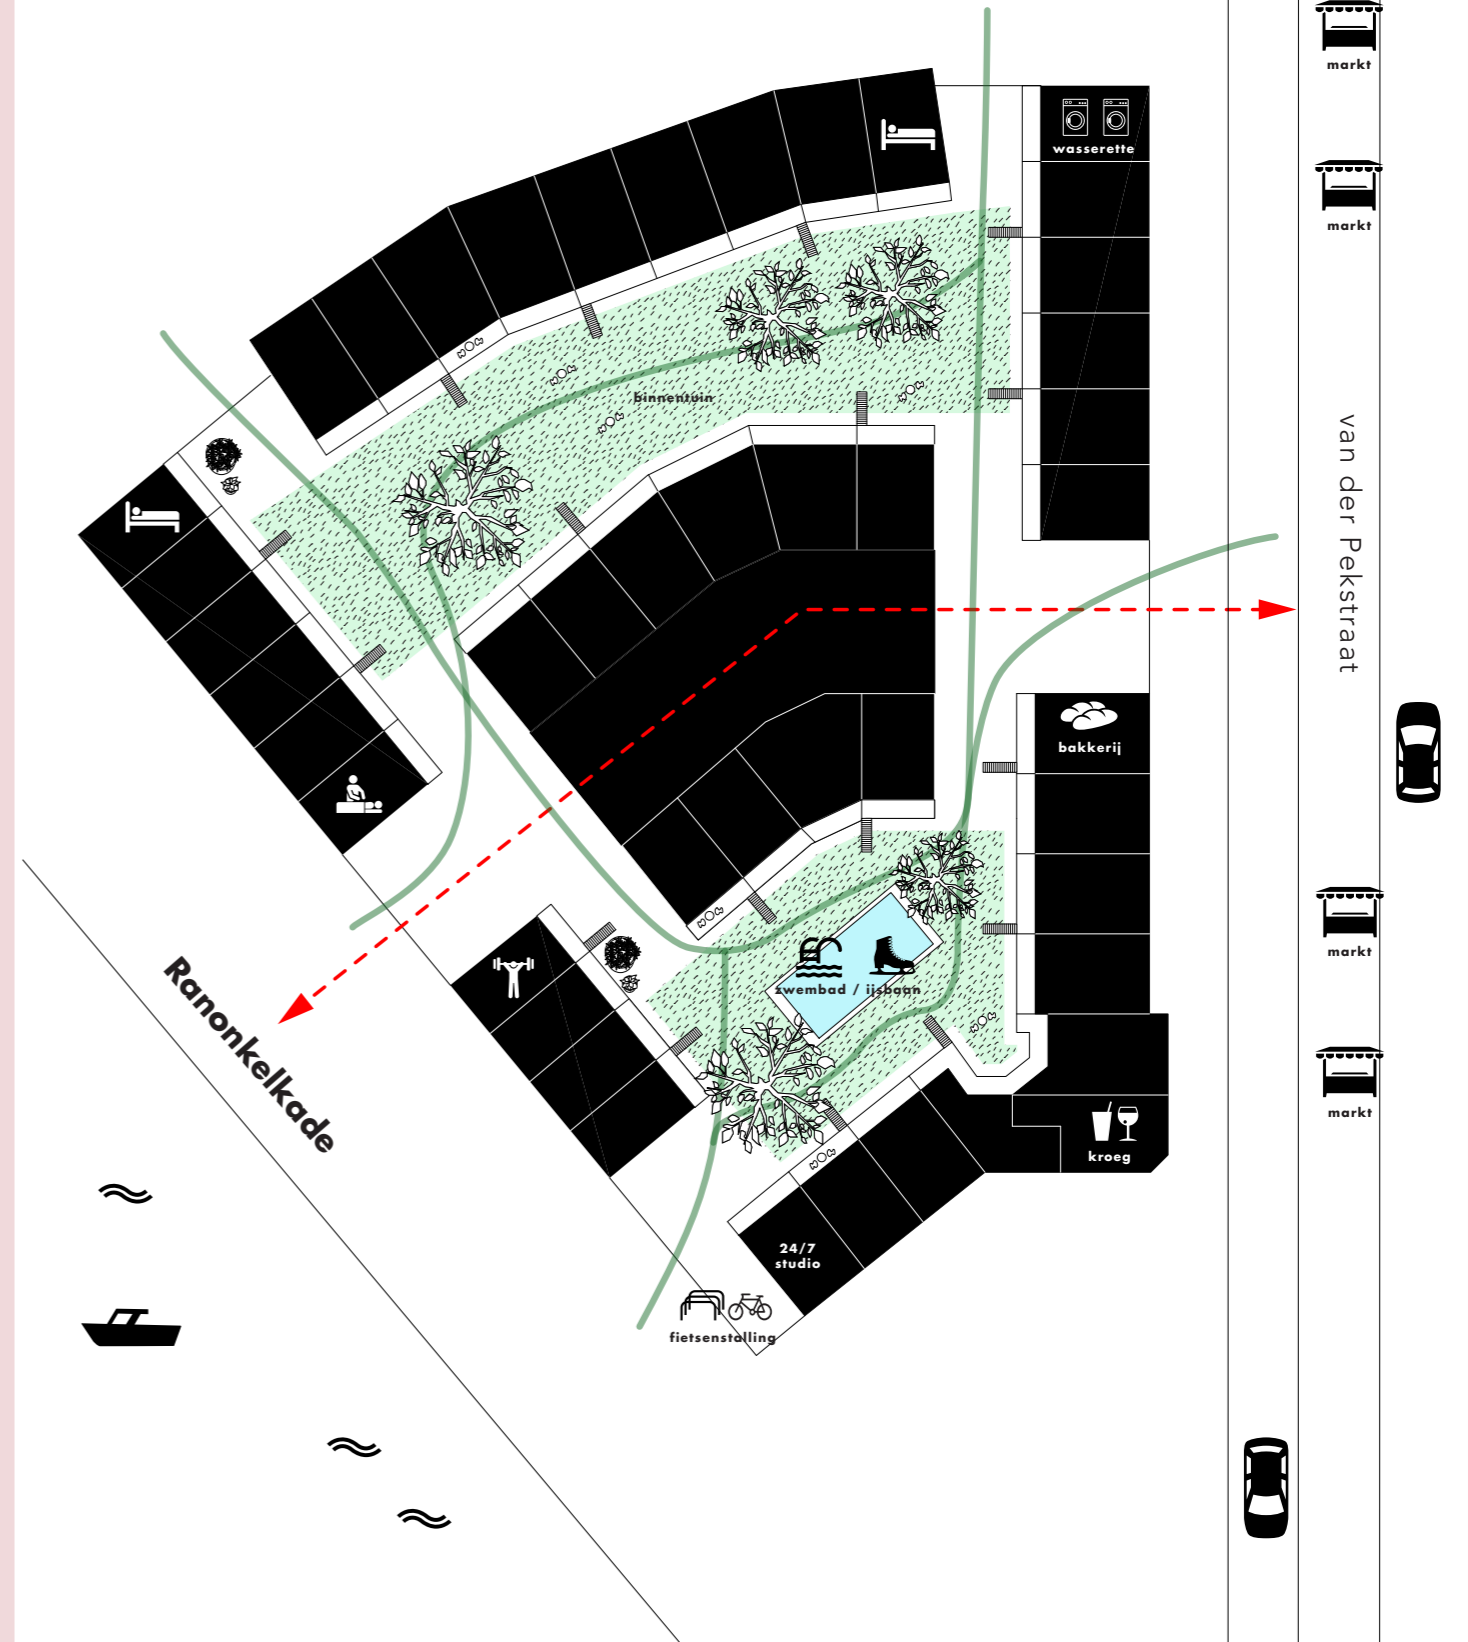 markt
wasserette
markt
binnentuin
van der Pekstraat
bakkerij
markt
zwembad / ijsbaan
Ranonkelkade
markt
kroeg
24/7
studio
fietsenstalling